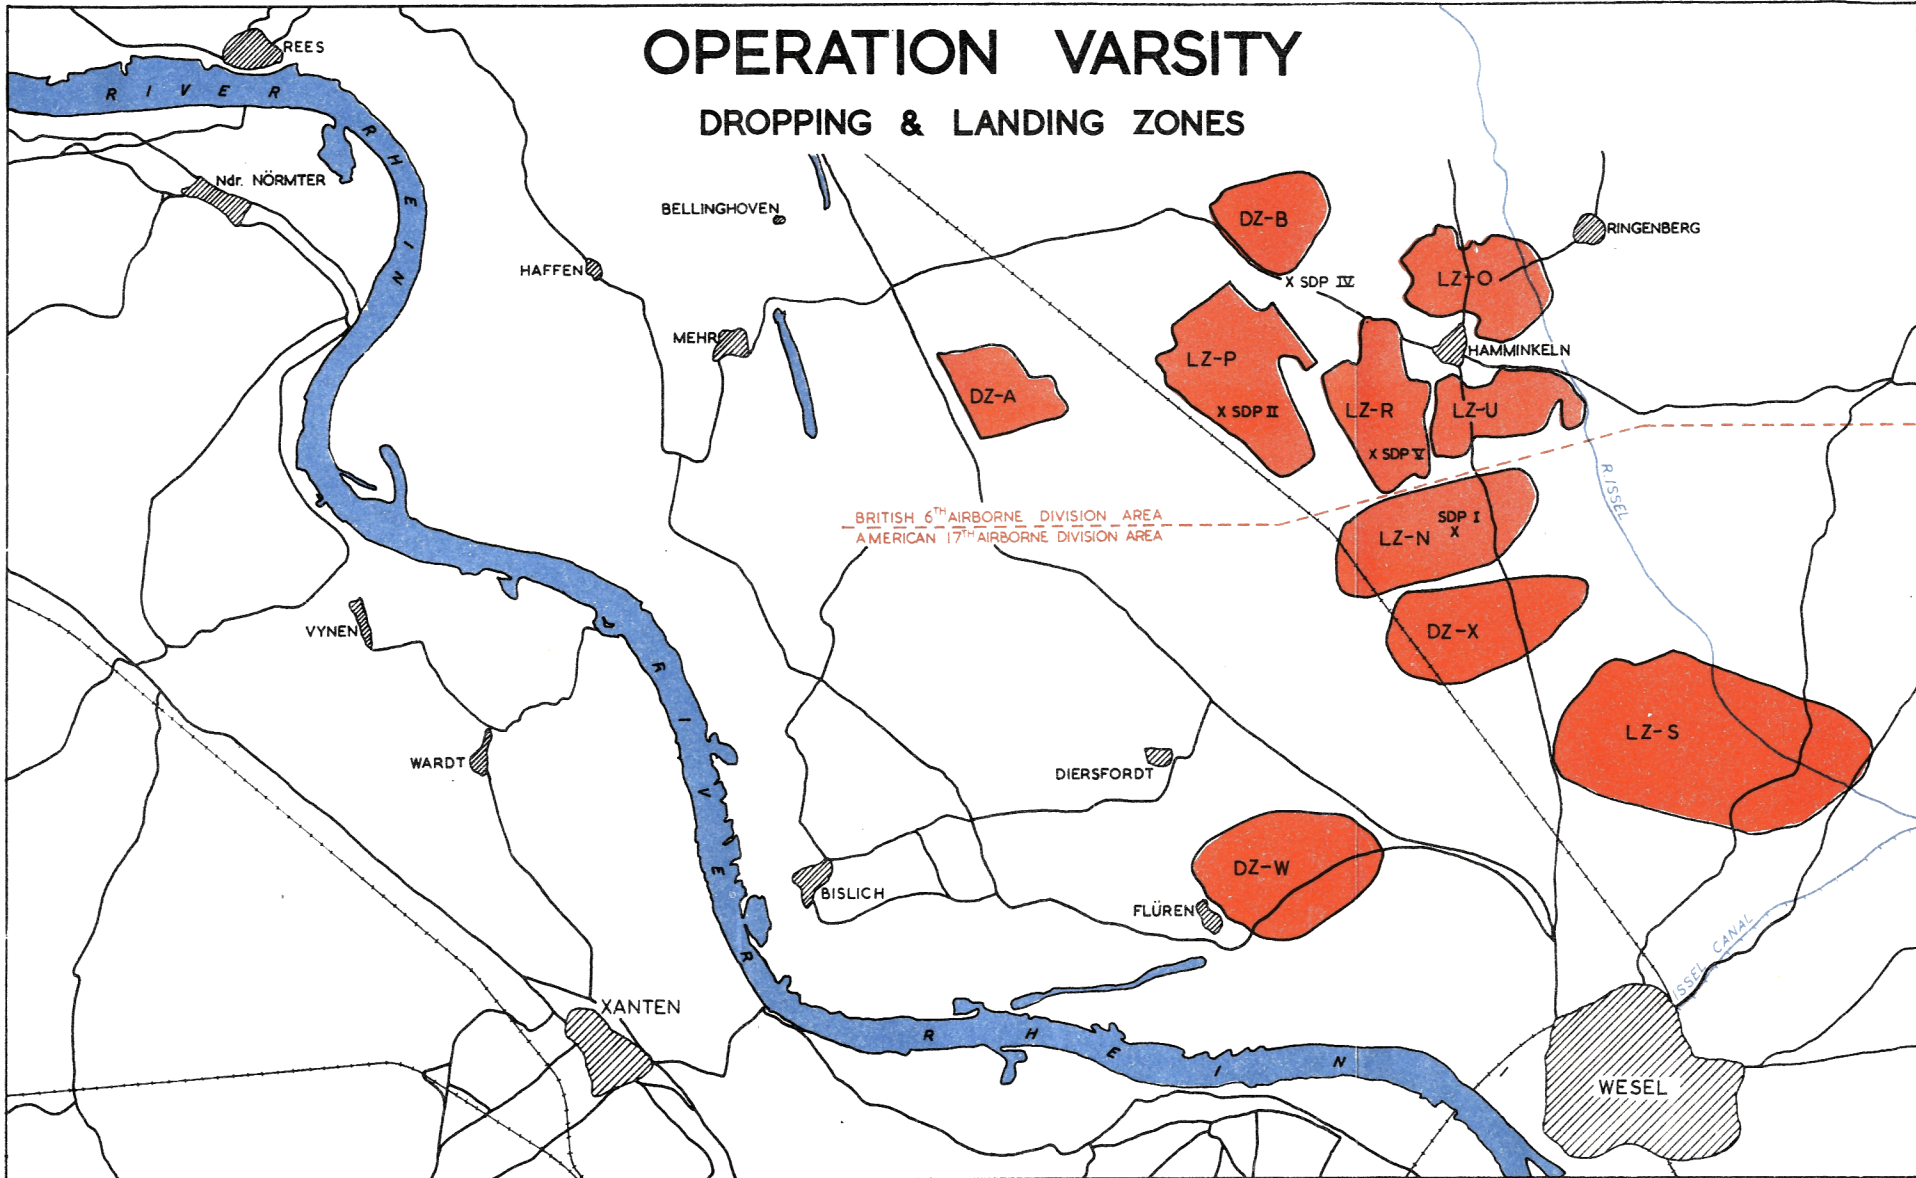 OPERATION VARSITY
DROPPING & LANDING ZONES
REES
RIVER
RHEIN
Ndr. NÖRMTER
BELLINGHOVEN
HAFFEN
MEHR
DZ-B
X SDP IV
LZ-O
RINGENBERG
HAMMINKELN
LZ-P
X SDP II
DZ-A
LZ-R
X SDP V
LZ-U
R. ISSEL
BRITISH 6TH AIRBORNE DIVISION AREA
AMERICAN 17TH AIRBORNE DIVISION AREA
SDP I
X
LZ-N
DZ-X
LZ-S
VYNEN
WARDT
RIVER
DIERSFORDT
DZ-W
BISLICH
FLÜREN
ISSEL CANAL
XANTEN
RHEIN
WESEL